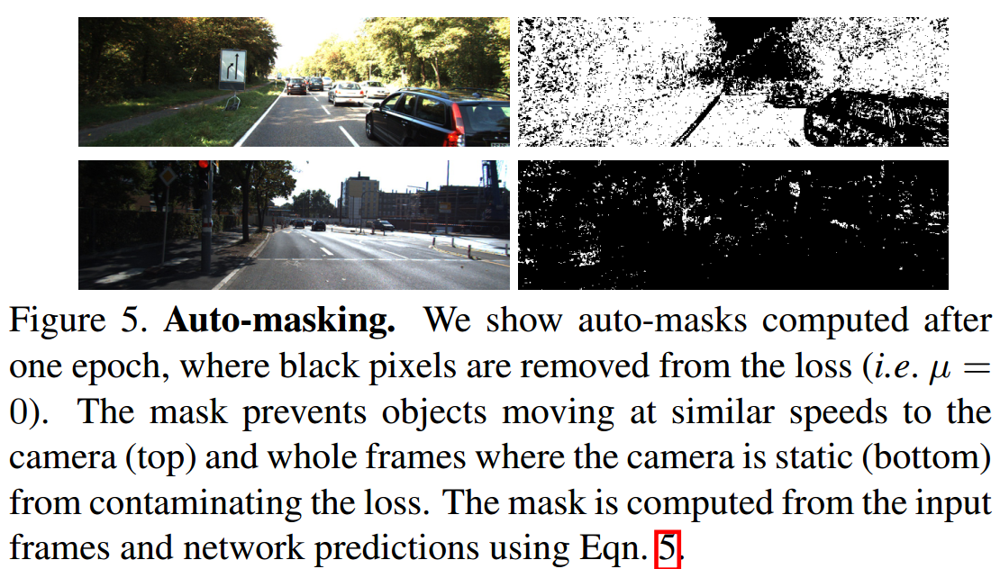 Figure 5. Auto-masking. We show auto-masks computed after
one epoch, where black pixels are removed from the loss (i.e. μ =
0). The mask prevents objects moving at similar speeds to the
camera (top) and whole frames where the camera is static (bottom)
from contaminating the loss. The mask is computed from the input
frames and network predictions using Eqn. 5.